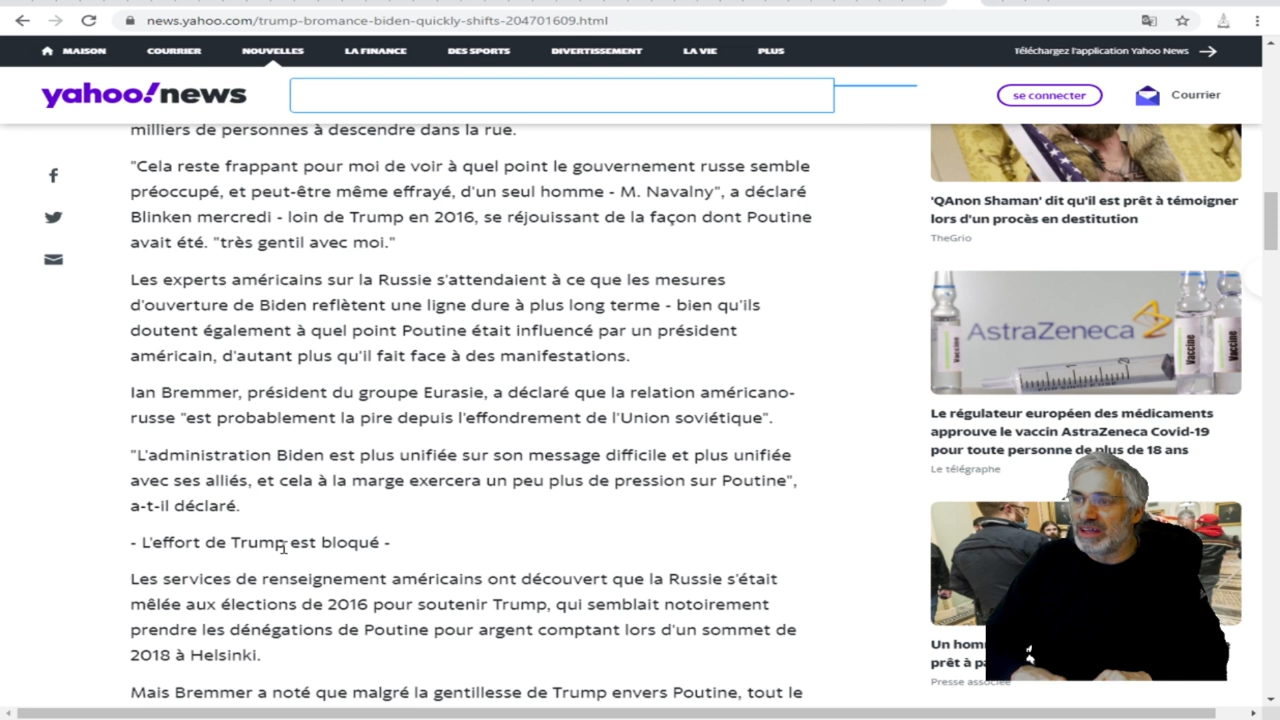 news.yahoo.com/trump-bromance-biden-quickly-shifts-204701609.html
MAISON COURRIER NOUVELLES LA FINANCE DES SPORTS DIVERTISSEMENTS LA VIE PLUS Téléchargez l'application Yahoo News
yahoo!news se connecter Courrier
milliers de personnes à descendre dans la rue.
"Cela reste frappant pour moi de voir à quel point le gouvernement russe semble
préoccupé, et peut-être même effrayé, d'un seul homme - M. Navalny", a déclaré
Blinken mercredi - loin de Trump en 2016, se réjouissant de la façon dont Poutine
avait été. "très gentil avec moi."
Les experts américains sur la Russie s'attendaient à ce que les mesures
d'ouverture de Biden reflètent une ligne dure à plus long terme - bien qu'ils
doutent également à quel point Poutine était influencé par un président
américain, d'autant plus qu'il fait face à des manifestations.
Ian Bremmer, président du groupe Eurasie, a déclaré que la relation américano-
russe "est probablement la pire depuis l'effondrement de l'Union soviétique".
"L'administration Biden est plus unifiée sur son message difficile et plus unifiée
avec ses alliés, et cela à la marge exercera un peu plus de pression sur Poutine",
a-t-il déclaré.
- L'effort de Trump est bloqué -
Les services de renseignement américains ont découvert que la Russie s'était
mêlée aux élections de 2016 pour soutenir Trump, qui semblait notoirement
prendre les dénégations de Poutine pour argent comptant lors d'un sommet de
2018 à Helsinki.
Mais Bremmer a noté que malgré la gentillesse de Trump envers Poutine, tout le
'QAnon Shaman' dit qu'il est prêt à témoigner
lors d'un procès en destitution
TheGrio
AstraZeneca
Vaccine
Vaccine
Vaccine
Le régulateur européen des médicaments
approuve le vaccin AstraZeneca Covid-19
pour toute personne de plus de 18 ans
Le télégraphe
Un
prêt à
Presse associée